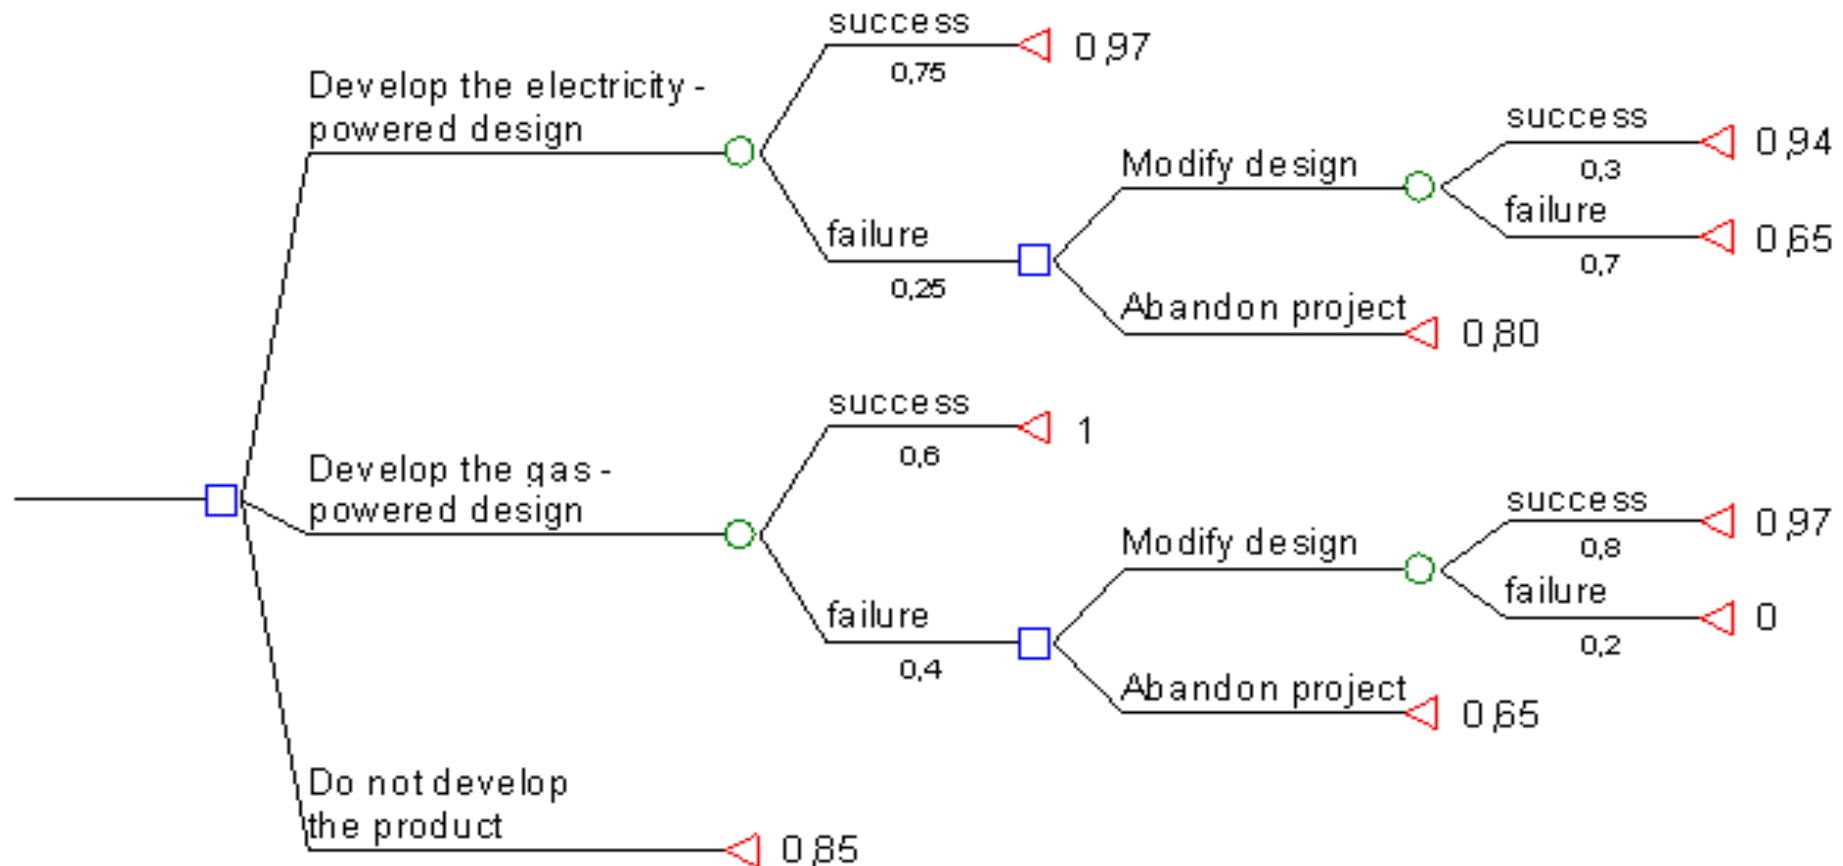 success
0,97
0,75
Develop the electricity -
powered design
success
0,94
0,3
Modify design
failure
0,65
0,7
failure
0,25
Abandon project
0,80
success
1
0,6
Develop the gas -
powered design
success
0,97
0,8
Modify design
failure
0
0,2
failure
0,4
Abandon project
0,65
Do not develop
the product
0,85